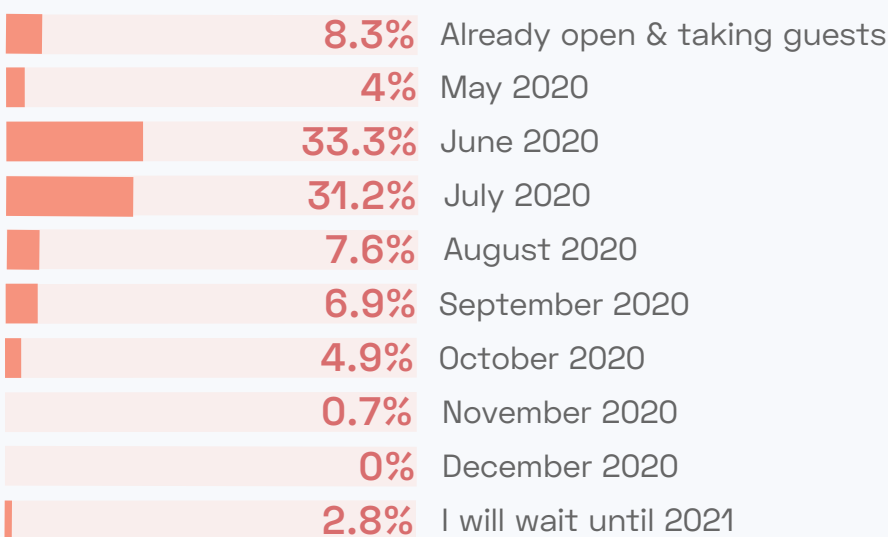 8.3% Already open & taking guests
4% May 2020
33.3% June 2020
31.2% July 2020
7.6% August 2020
6.9% September 2020
4.9% October 2020
0.7% November 2020
0% December 2020
2.8% I will wait until 2021